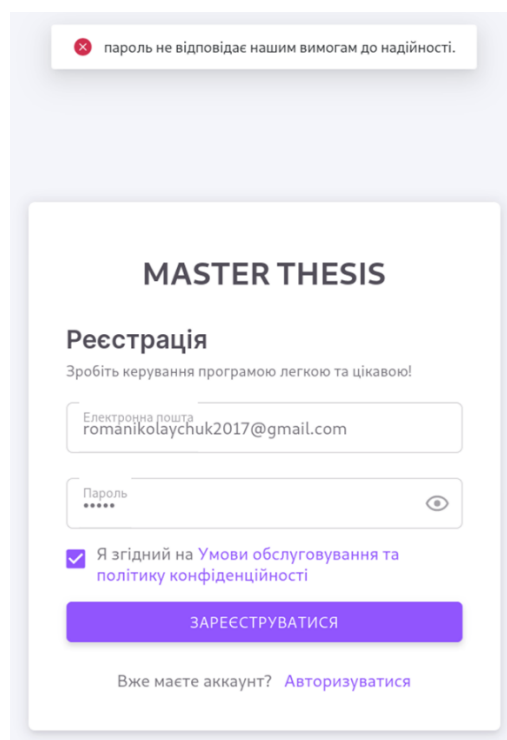 пароль не відповідає нашим вимогам до надійності.
MASTER THESIS
Реєстрація
Зробіть керування програмою легкою та цікавою!
Електронна пошта
romanikolaychuk2017@gmail.com
Пароль
•••••
Я згідний на Умови обслуговування та
політику конфіденційності
ЗАРЕЄСТРУВАТИСЯ
Вже маєте аккаунт? Авторизуватися